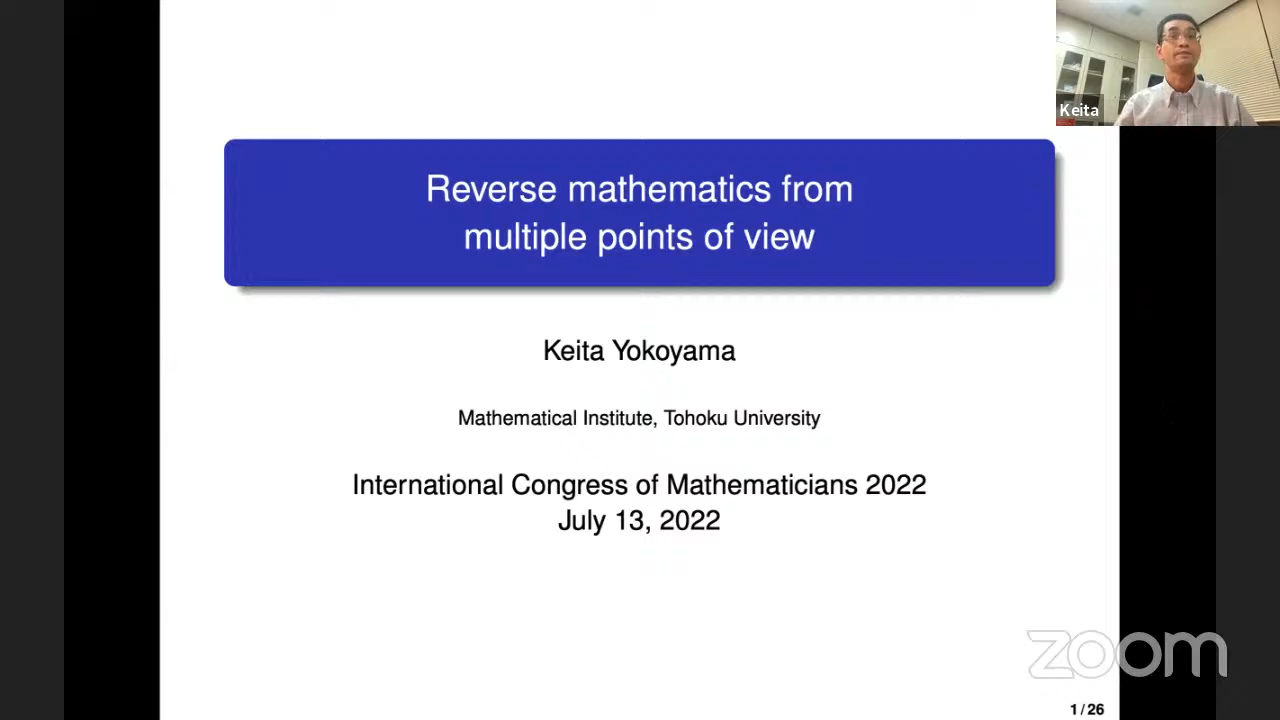 Keita
Reverse mathematics from
multiple points of view
Keita Yokoyama
Mathematical Institute, Tohoku University
International Congress of Mathematicians 2022
July 13, 2022
zoom
1 / 26